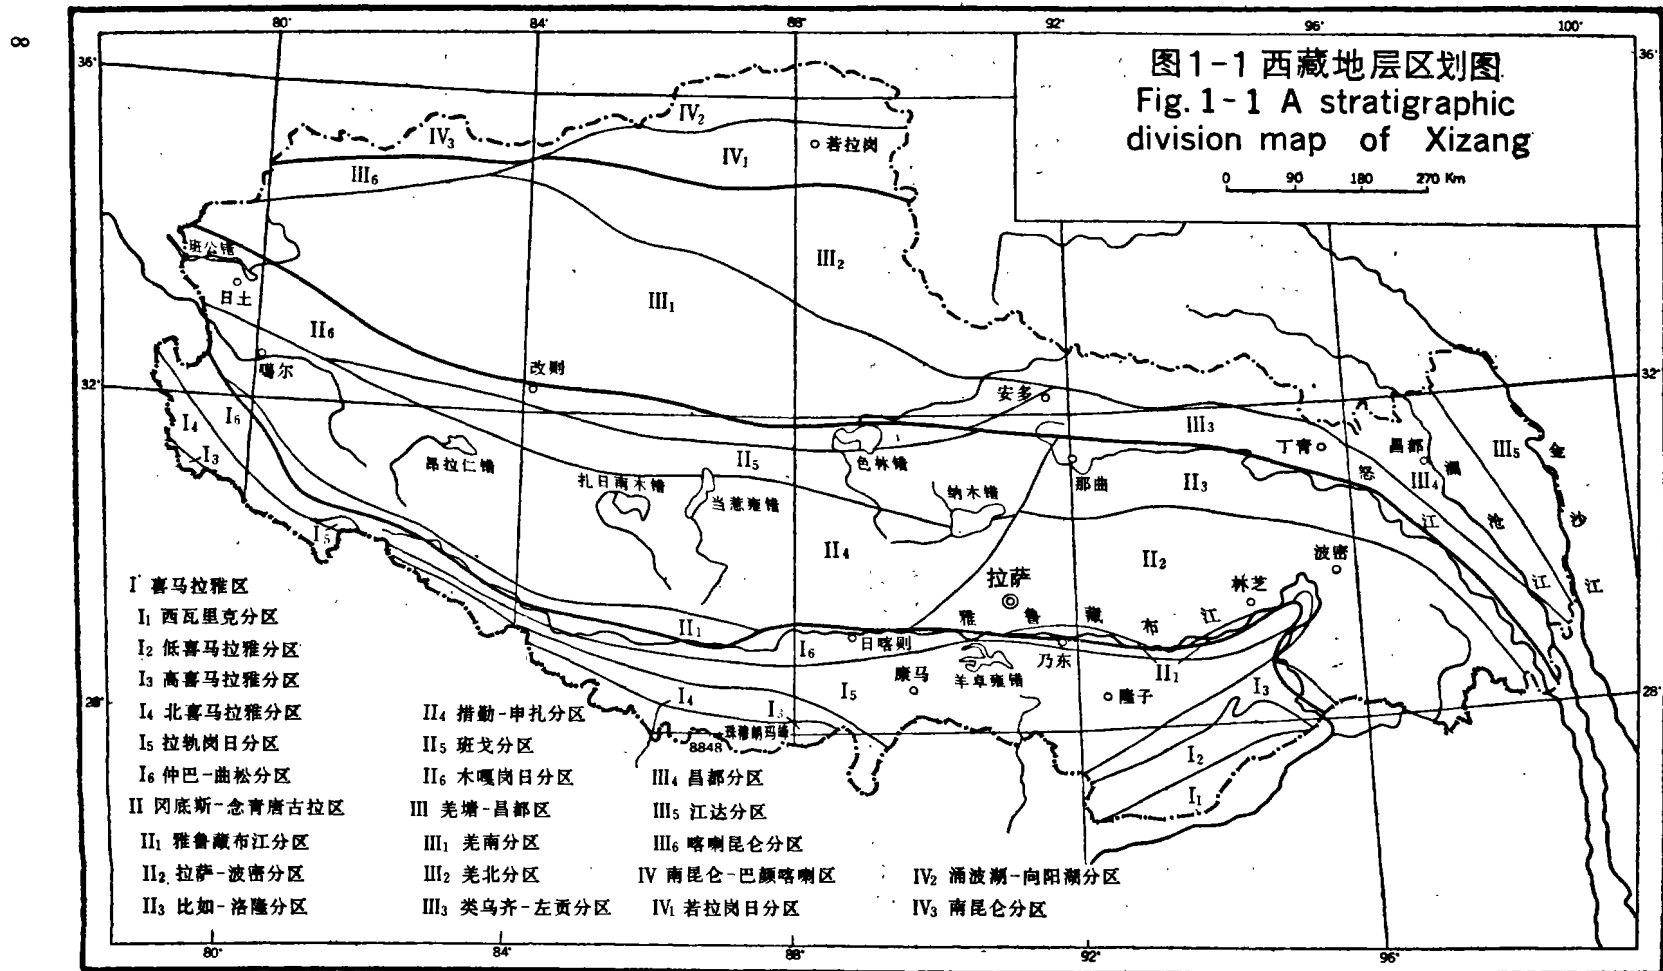 8
80°
84°
88°
92°
96°
100°
36°
36°
图1-1 西藏地层区划图
Fig. 1-1 A stratigraphic
division map of Xizang
0 90 180 270 Km
IV₂
IV₃
IV₁
若拉岗
III₆
III₂
III₁
班公错
日土
II₆
噶尔
改则
32°
32°
安多
III₃
丁青
昌都
III₅
III₄
金
沙
江
澜
沧
江
怒
江
I₄
I₆
I₃
昂拉仁错
II₅
色林错
扎日南木错
当惹雍错
纳木错
那曲
II₃
I₅
II₄
II₂
波密
拉萨
林芝
雅鲁藏布江
II₁
I₆
日喀则
乃东
II₁
康马
羊卓雍错
I₅
I₄
I₃
隆子
I₃
28°
28°
珠穆朗玛峰
8848
I₂
I₁
I 喜马拉雅区
I₁ 西瓦里克分区
I₂ 低喜马拉雅分区
I₃ 高喜马拉雅分区
I₄ 北喜马拉雅分区
I₅ 拉轨岗日分区
I₆ 仲巴-曲松分区
II 冈底斯-念青唐古拉区
II₁ 雅鲁藏布江分区
II₂ 拉萨-波密分区
II₃ 比如-洛隆分区
II₄ 措勤-申扎分区
II₅ 班戈分区
II₆ 木嘎岗日分区
III 羌塘-昌都区
III₁ 羌南分区
III₂ 羌北分区
III₃ 类乌齐-左贡分区
III₄ 昌都分区
III₅ 江达分区
III₆ 喀喇昆仑分区
IV 南昆仑-巴颜喀喇区
IV₁ 若拉岗日分区
IV₂ 涌波湖-向阳湖分区
IV₃ 南昆仑分区
80°
84°
88°
92°
96°